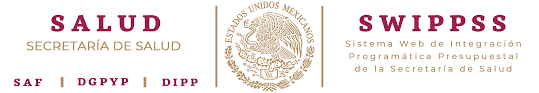 SALUD
SECRETARÍA DE SALUD
SAF | DGPYP | DIPP
ESTADOS UNIDOS MEXICANOS
SWIPPSS
Sistema Web de Integración
Programática Presupuestal
de la Secretaría de Salud